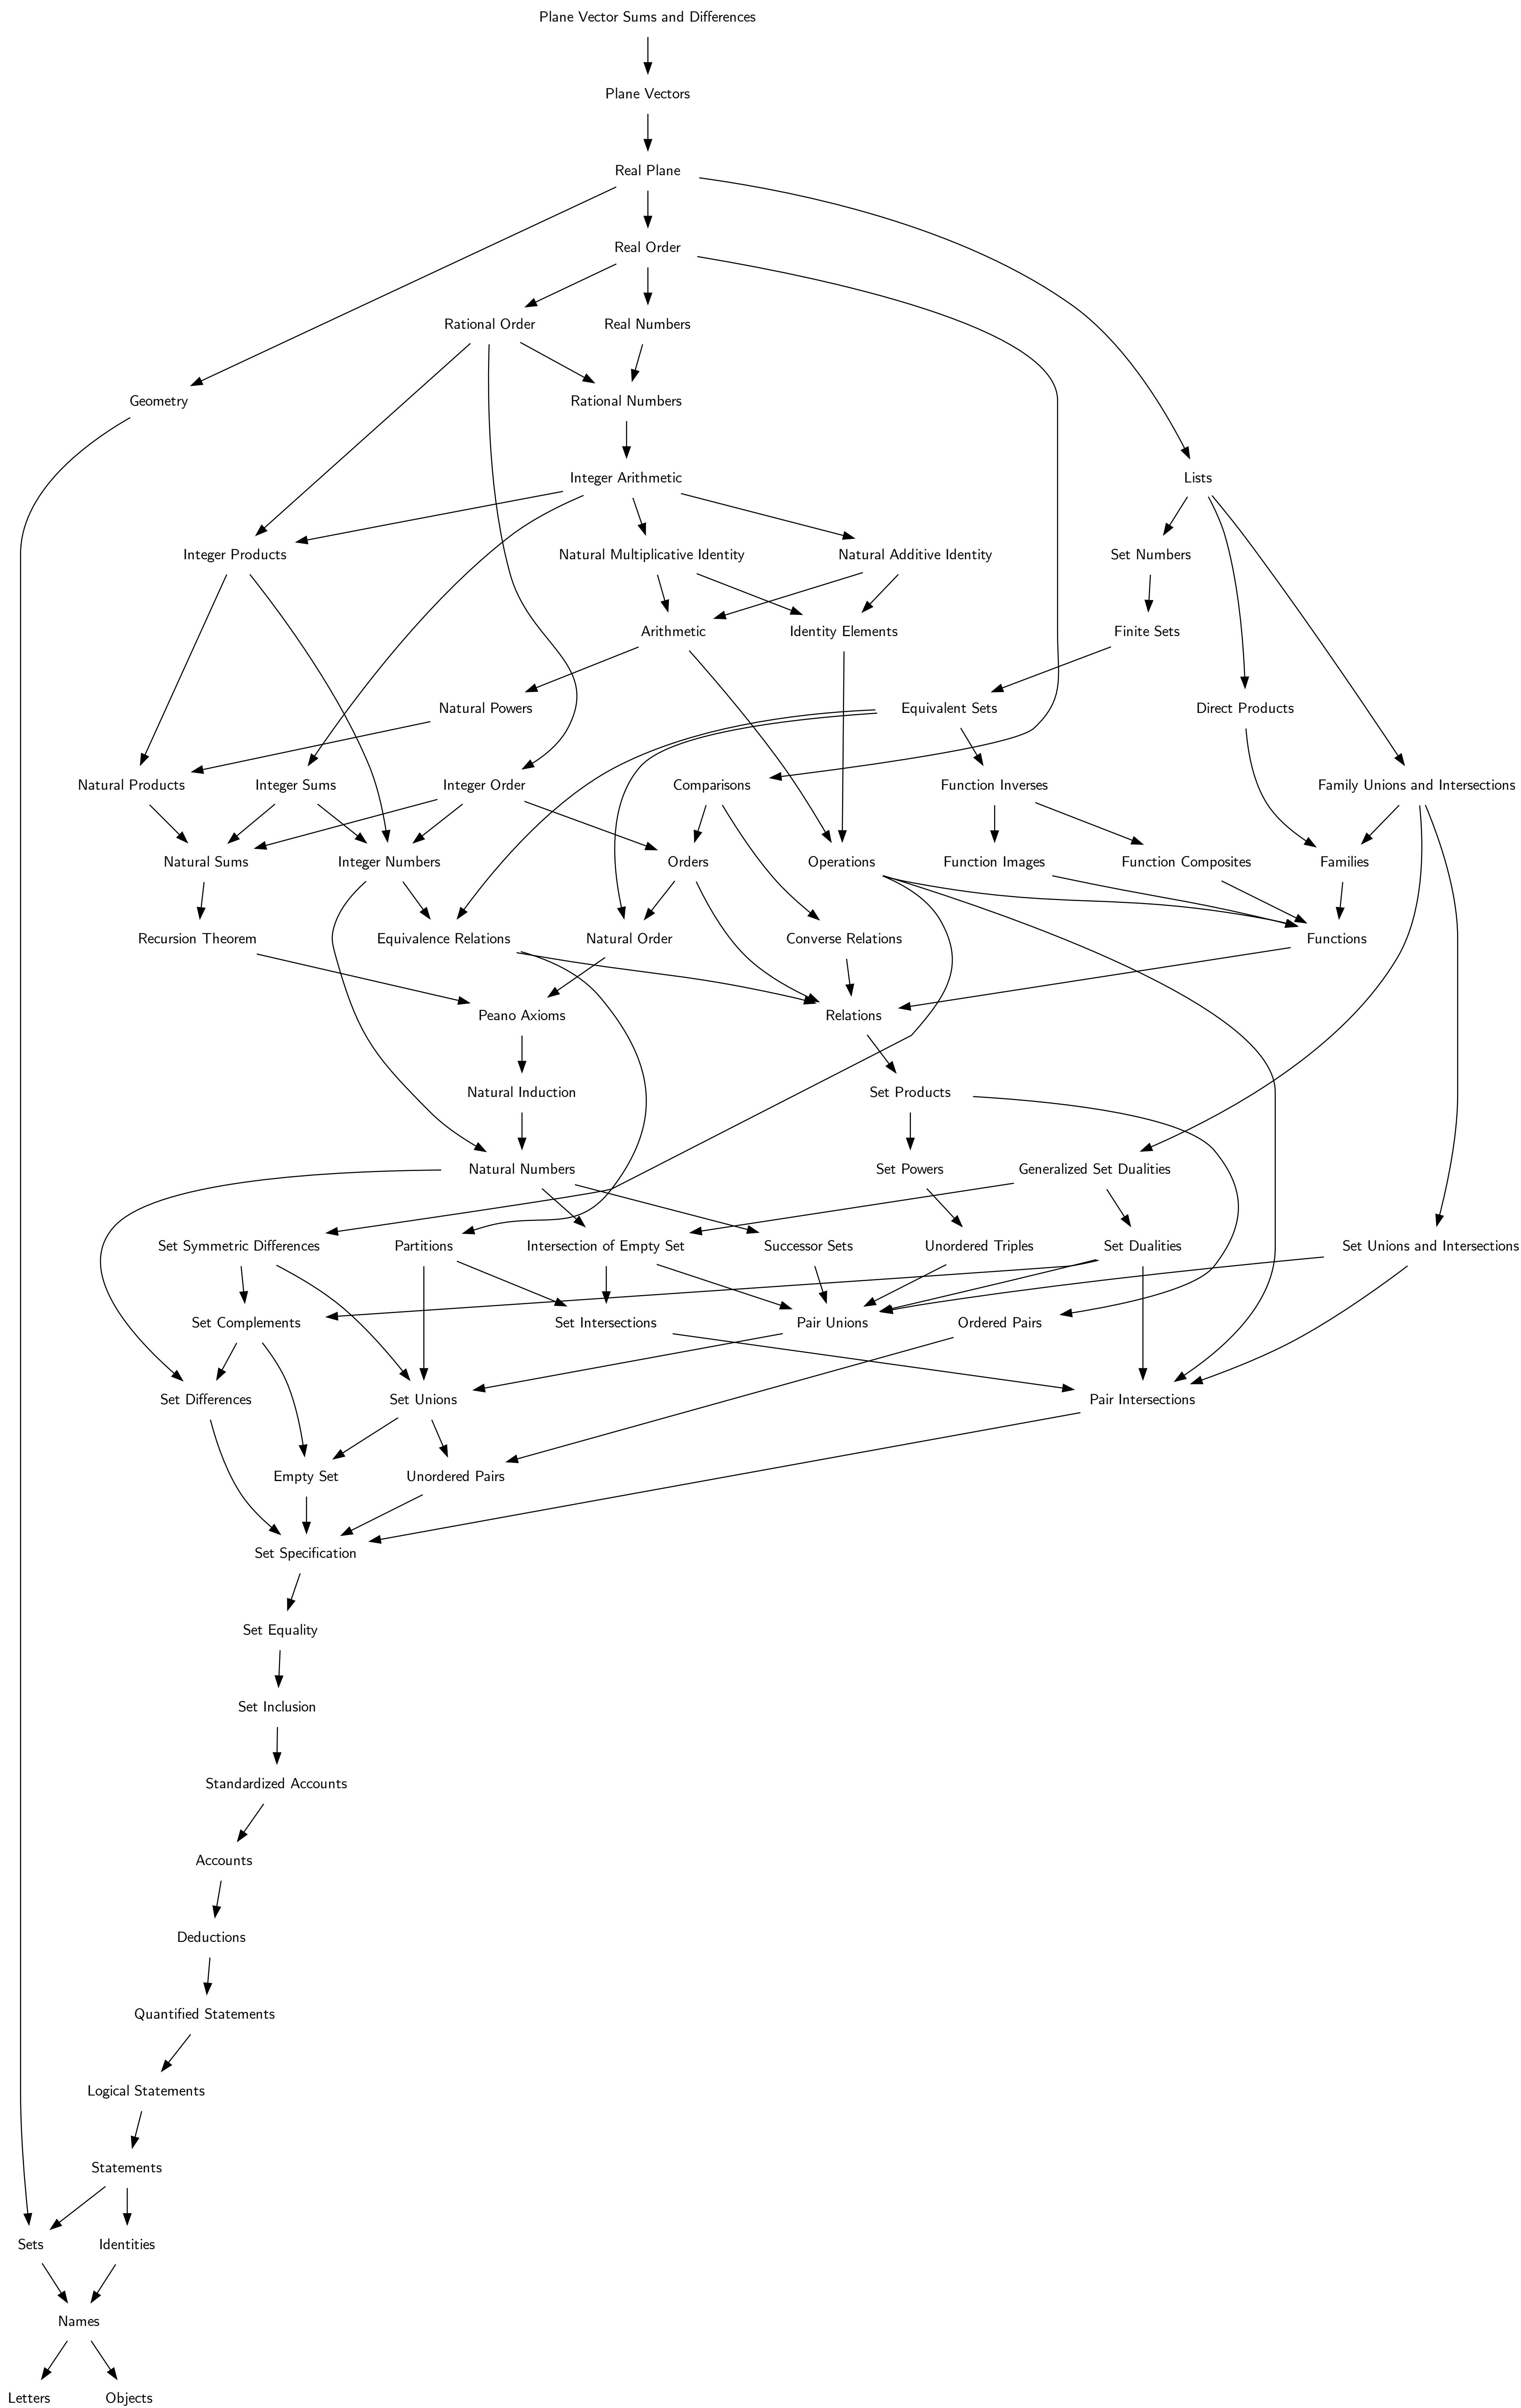 Plane Vector Sums and Differences
Plane Vectors
Real Plane
Real Order
Rational Order
Real Numbers
Geometry
Rational Numbers
Integer Arithmetic
Lists
Integer Products
Natural Multiplicative Identity
Natural Additive Identity
Set Numbers
Arithmetic
Identity Elements
Finite Sets
Natural Powers
Equivalent Sets
Direct Products
Natural Products
Integer Sums
Integer Order
Comparisons
Function Inverses
Family Unions and Intersections
Natural Sums
Integer Numbers
Orders
Operations
Function Images
Function Composites
Families
Recursion Theorem
Equivalence Relations
Natural Order
Converse Relations
Functions
Peano Axioms
Relations
Natural Induction
Set Products
Natural Numbers
Set Powers
Generalized Set Dualities
Set Symmetric Differences
Partitions
Intersection of Empty Set
Successor Sets
Unordered Triples
Set Dualities
Set Unions and Intersections
Set Complements
Set Intersections
Pair Unions
Ordered Pairs
Set Differences
Set Unions
Pair Intersections
Empty Set
Unordered Pairs
Set Specification
Set Equality
Set Inclusion
Standardized Accounts
Accounts
Deductions
Quantified Statements
Logical Statements
Statements
Sets
Identities
Names
Letters
Objects